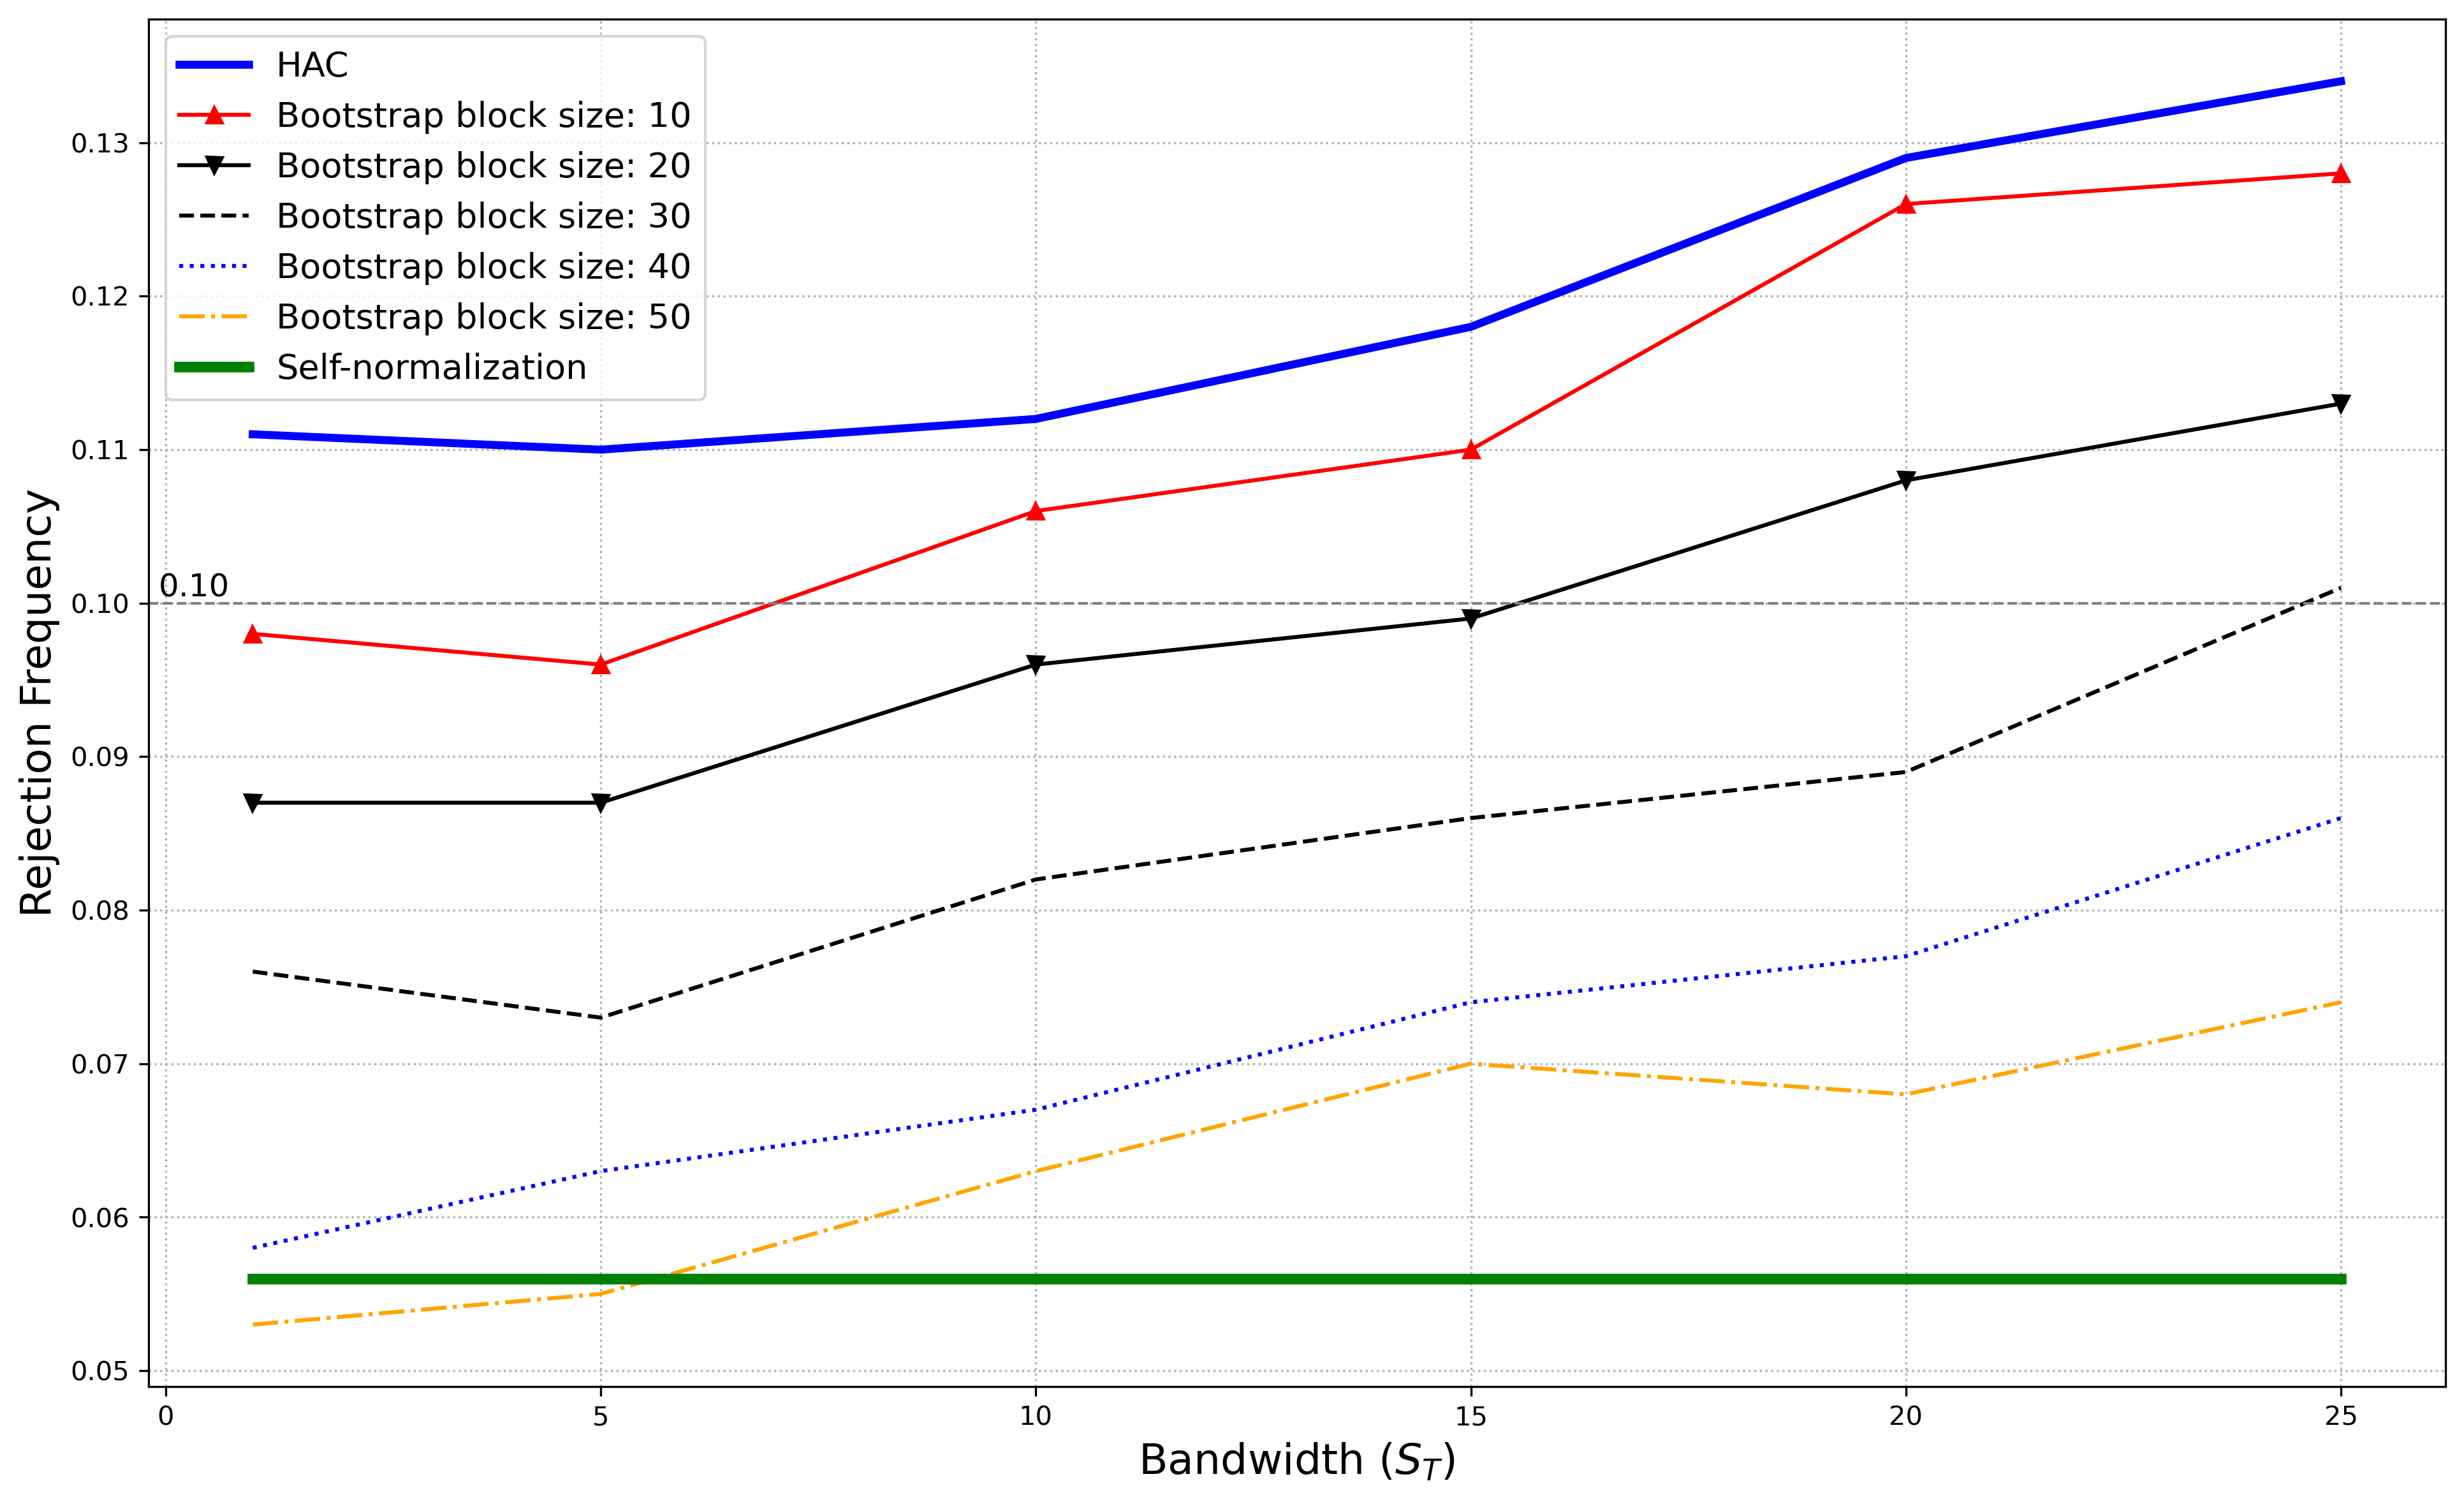 HAC
Bootstrap block size: 10
Bootstrap block size: 20
Bootstrap block size: 30
Bootstrap block size: 40
Bootstrap block size: 50
Self-normalization
0.13
0.12
0.11
0.10
0.10
0.09
0.08
0.07
0.06
0.05
Rejection Frequency
0 5 10 15 20 25
Bandwidth (S_T)